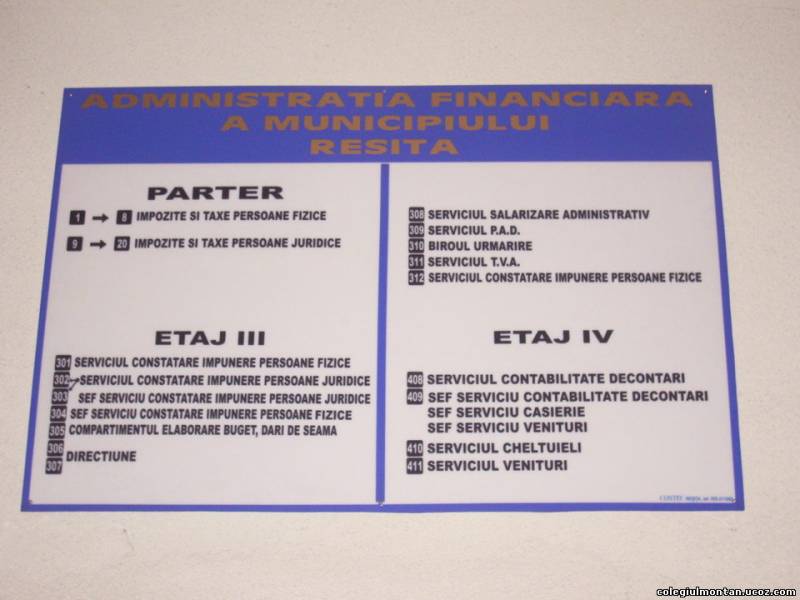 ADMINISTRATIA FINANCIARA
A MUNICIPIULUI
RESITA
PARTER
1 → 8 IMPOZITE SI TAXE PERSOANE FIZICE
9 → 20 IMPOZITE SI TAXE PERSOANE JURIDICE
ETAJ III
301 SERVICIUL CONSTATARE IMPUNERE PERSOANE FIZICE
302 SERVICIUL CONSTATARE IMPUNERE PERSOANE JURIDICE
303 SEF SERVICIU CONSTATARE IMPUNERE PERSOANE JURIDICE
304 SEF SERVICIU CONSTATARE IMPUNERE PERSOANE FIZICE
305 COMPARTIMENTUL ELABORARE BUGET, DARI DE SEAMA
306
DIRECTIUNE
307
308 SERVICIUL SALARIZARE ADMINISTRATIV
309 SERVICIUL P.A.D.
310 BIROUL URMARIRE
311 SERVICIUL T.V.A.
312 SERVICIUL CONSTATARE IMPUNERE PERSOANE FIZICE
ETAJ IV
408 SERVICIUL CONTABILITATE DECONTARI
409 SEF SERVICIU CONTABILITATE DECONTARI
SEF SERVICIU CASIERIE
SEF SERVICIU VENITURI
410 SERVICIUL CHELTUIELI
411 SERVICIUL VENITURI
colegiulmontan.ucoz.com